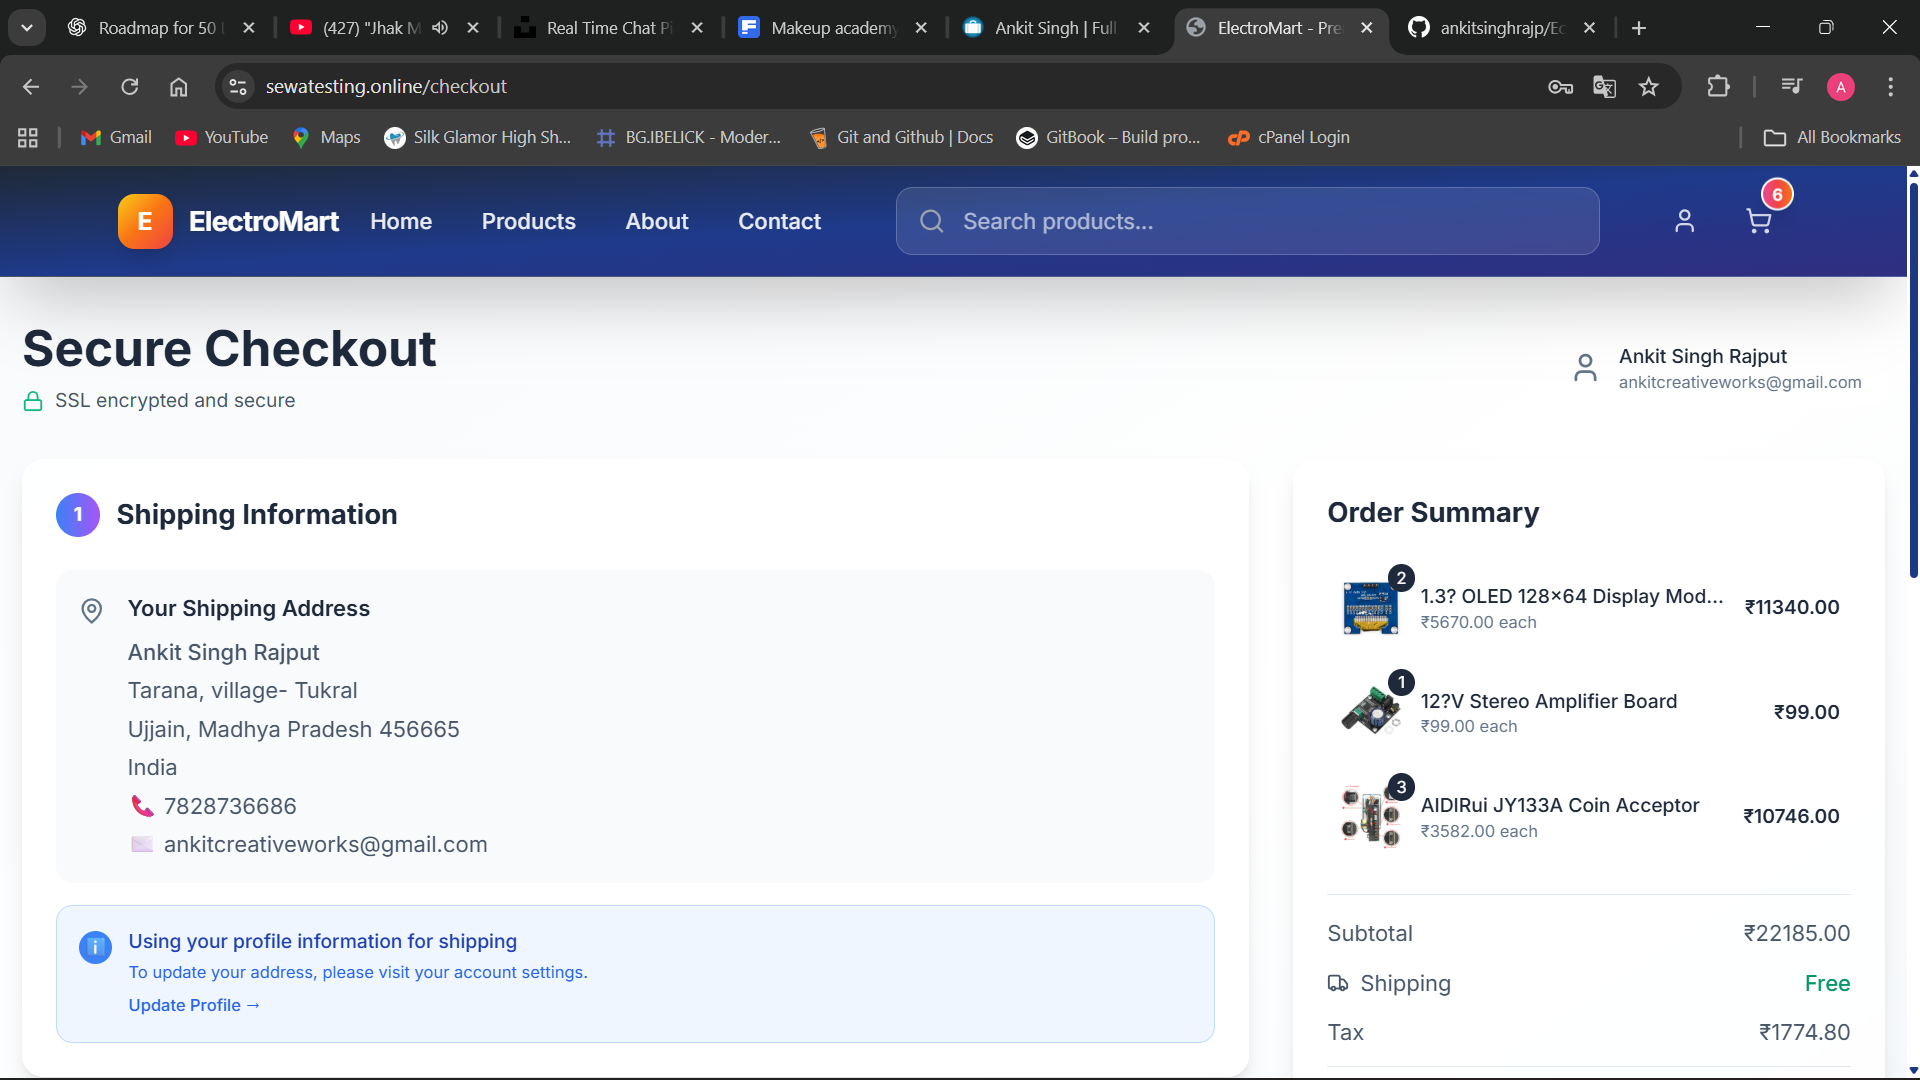 Roadmap for 50
(427) "Jhak M
Real Time Chat Pi
Makeup academy
Ankit Singh | Full
ElectroMart - Pre
ankitsinghrajp/Ec
sewatesting.online/checkout
A
Gmail
YouTube
Maps
Silk Glamor High Sh...
BG.IBELICK - Moder...
Git and Github | Docs
GitBook – Build pro...
cPanel Login
All Bookmarks
E
ElectroMart
Home
Products
About
Contact
Search products...
6
Secure Checkout
SSL encrypted and secure
Ankit Singh Rajput
ankitcreativeworks@gmail.com
1
Shipping Information
Your Shipping Address
Ankit Singh Rajput
Tarana, village- Tukral
Ujjain, Madhya Pradesh 456665
India
7828736686
ankitcreativeworks@gmail.com
Using your profile information for shipping
To update your address, please visit your account settings.
Update Profile →
Order Summary
2
1.3? OLED 128×64 Display Mod...
₹5670.00 each
₹11340.00
1
12?V Stereo Amplifier Board
₹99.00 each
₹99.00
3
AIDIRui JY133A Coin Acceptor
₹3582.00 each
₹10746.00
Subtotal
₹22185.00
Shipping
Free
Tax
₹1774.80